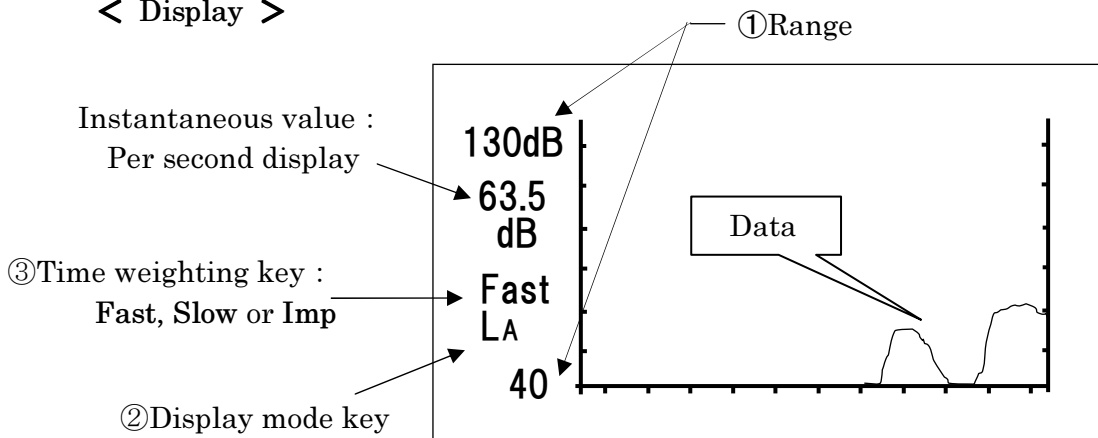 < Display >
①Range
Instantaneous value :
Per second display
130dB
63.5
dB
Data
③Time weighting key :
Fast, Slow or Imp
Fast
LA
40
②Display mode key